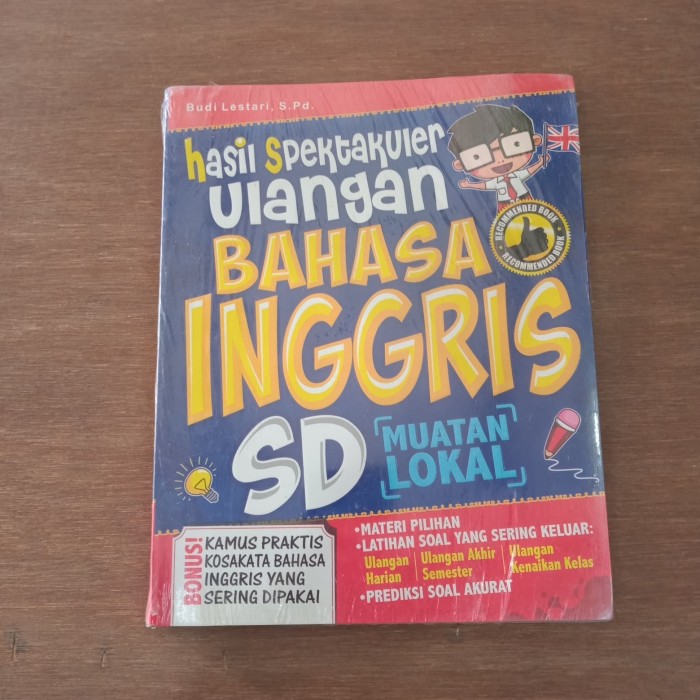 Budi Lestari, S.Pd.
hasil spektakuler
ulangan
BAHASA
INGGRIS
SD
MUATAN
LOKAL
RECOMMENDED BOOK
RECOMMENDED BOOK
BONUS!
KAMUS PRAKTIS
KOSAKATA BAHASA
INGGRIS YANG
SERING DIPAKAI
•MATERI PILIHAN
•LATIHAN SOAL YANG SERING KELUAR:
Ulangan Harian
Ulangan Akhir Semester
Ulangan Kenaikan Kelas
•PREDIKSI SOAL AKURAT